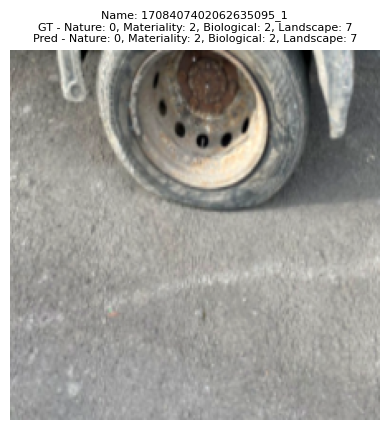 Name: 1708407402062635095_1
GT - Nature: 0, Materiality: 2, Biological: 2, Landscape: 7
Pred - Nature: 0, Materiality: 2, Biological: 2, Landscape: 7